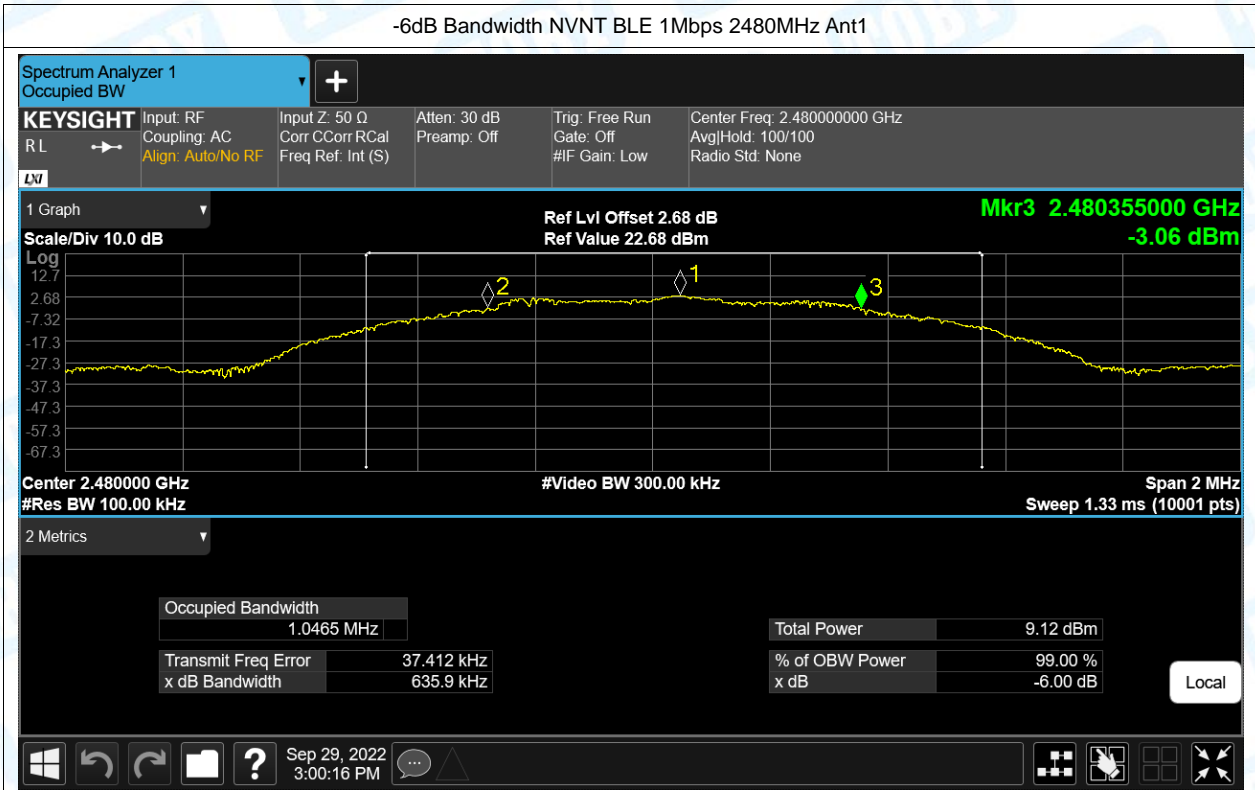 -6dB Bandwidth NVNT BLE 1Mbps 2480MHz Ant1
Spectrum Analyzer 1
Occupied BW
KEYSIGHT
R L
LXI
Input: RF
Coupling: AC
Align: Auto/No RF
Input Z: 50 Ω
Corr CCorr RCal
Freq Ref: Int (S)
Atten: 30 dB
Preamp: Off
Trig: Free Run
Gate: Off
#IF Gain: Low
Center Freq: 2.480000000 GHz
Avg|Hold: 100/100
Radio Std: None
1 Graph
Scale/Div 10.0 dB
Ref Lvl Offset 2.68 dB
Ref Value 22.68 dBm
Mkr3 2.480355000 GHz
-3.06 dBm
Log
12.7
2.68
-7.32
-17.3
-27.3
-37.3
-47.3
-57.3
-67.3
2
1
3
Center 2.480000 GHz
#Res BW 100.00 kHz
#Video BW 300.00 kHz
Span 2 MHz
Sweep 1.33 ms (10001 pts)
2 Metrics
Occupied Bandwidth
1.0465 MHz
Transmit Freq Error 37.412 kHz
x dB Bandwidth 635.9 kHz
Total Power 9.12 dBm
% of OBW Power 99.00 %
x dB -6.00 dB
Local
?
Sep 29, 2022
3:00:16 PM